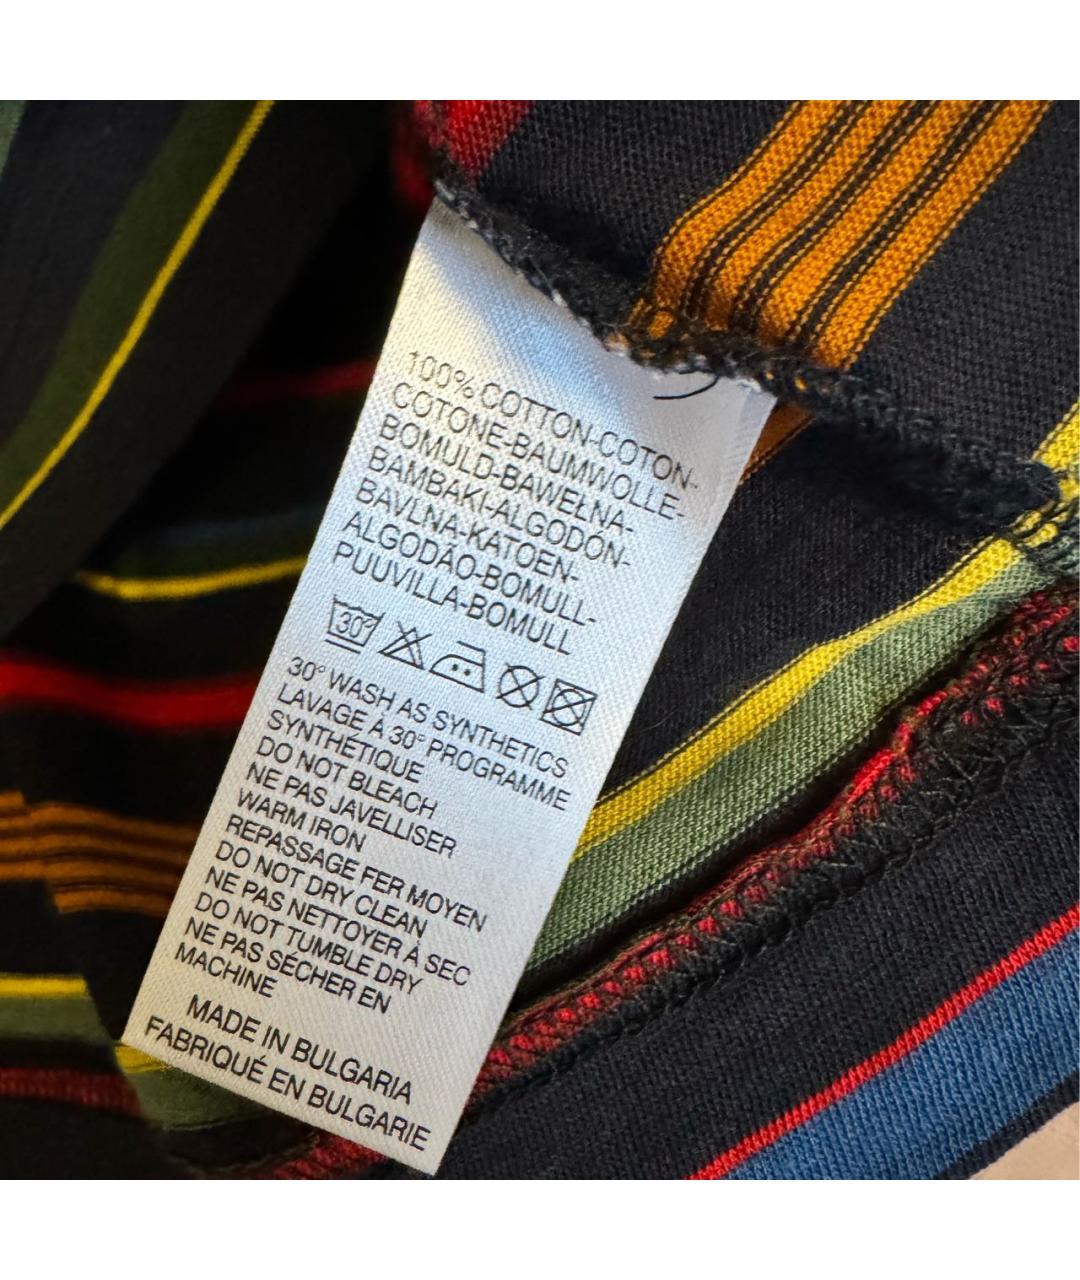 100% COTTON-COTON-
COTONE-BAUMWOLLE-
BOMULD-BAWEŁNA-
BAMBAKI-ALGODÓN-
BAVLNA-KATOEN-
ALGODÃO-BOMULL-
PUUVILLA-BOMULL
30°
30° WASH AS SYNTHETICS
LAVAGE À 30° PROGRAMME
SYNTHÉTIQUE
DO NOT BLEACH
NE PAS JAVELLISER
WARM IRON
REPASSAGE FER MOYEN
DO NOT DRY CLEAN
NE PAS NETTOYER À SEC
DO NOT TUMBLE DRY
NE PAS SÉCHER EN
MACHINE
MADE IN BULGARIA
FABRIQUÉ EN BULGARIE